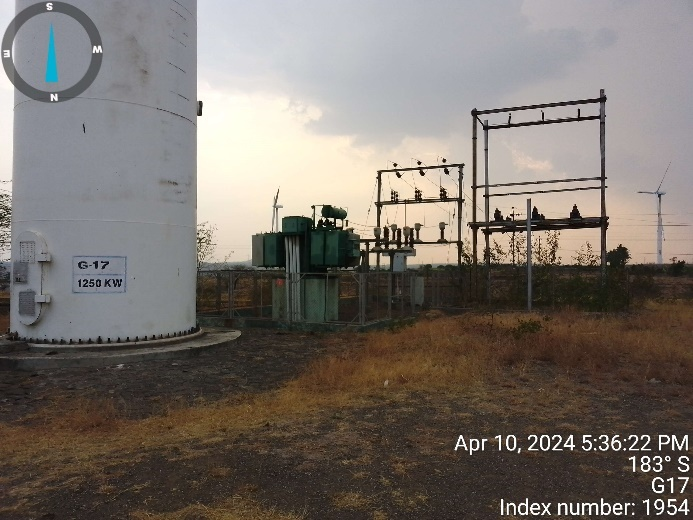 S
E
W
N
G-17
1250 KW
Apr 10, 2024 5:36:22 PM
183° S
G17
Index number: 1954